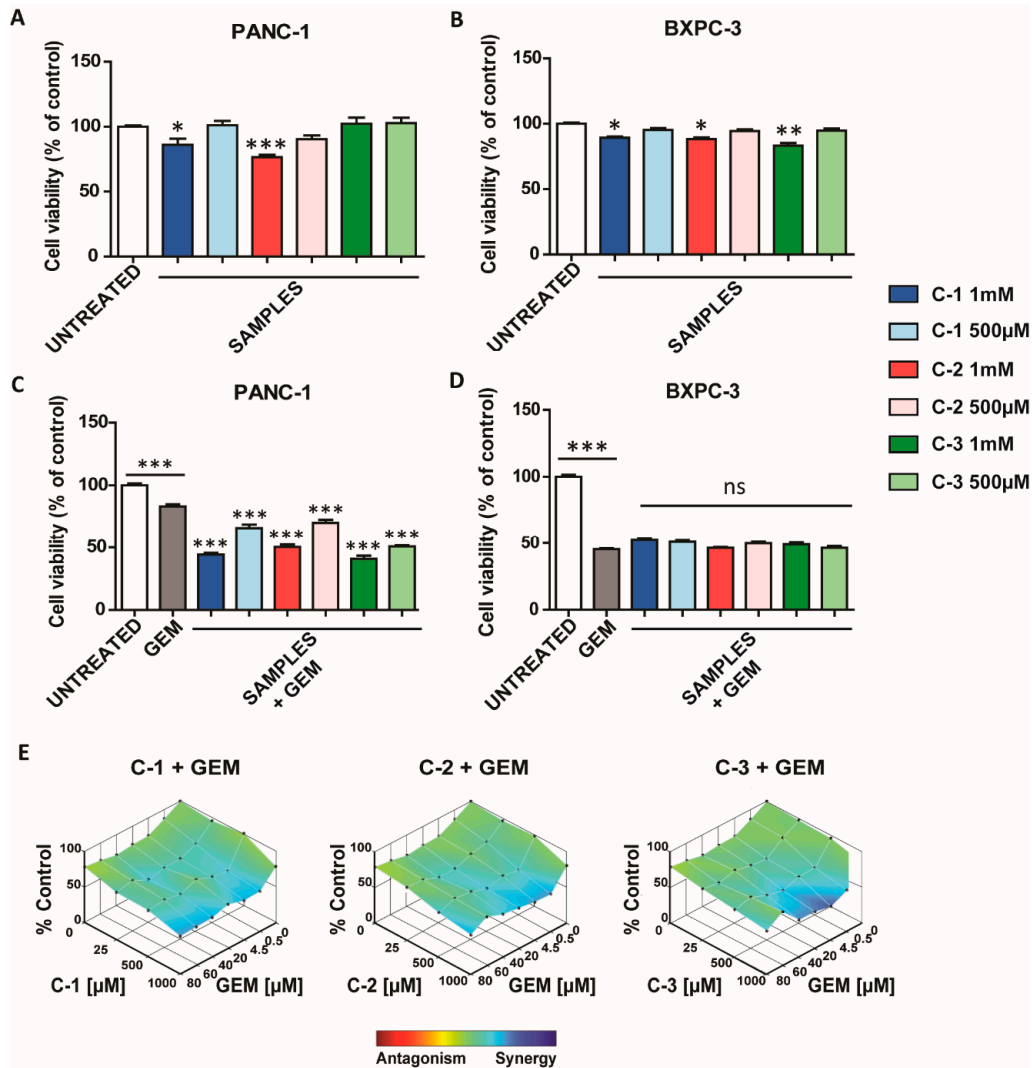 A
PANC-1
Cell viability (% of control)
150
100
50
0
*
***
UNTREATED
SAMPLES
B
BXPC-3
Cell viability (% of control)
150
100
50
0
*
*
**
UNTREATED
SAMPLES
C-1 1mM
C-1 500µM
C-2 1mM
C-2 500µM
C-3 1mM
C-3 500µM
C
PANC-1
Cell viability (% of control)
150
100
50
0
***
***
***
***
***
***
***
UNTREATED
GEM
SAMPLES
+ GEM
D
BXPC-3
Cell viability (% of control)
150
100
50
0
***
ns
UNTREATED
GEM
SAMPLES
+ GEM
E
C-1 + GEM
% Control
100
50
0
0
25
500
1000
C-1 [µM]
80
60
40
20
4.5
0.5
0
GEM [µM]
C-2 + GEM
% Control
100
50
0
0
25
500
1000
C-2 [µM]
80
60
40
20
4.5
0.5
0
GEM [µM]
C-3 + GEM
% Control
100
50
0
0
25
500
1000
C-3 [µM]
80
60
40
20
4.5
0.5
0
GEM [µM]
Antagonism
Synergy